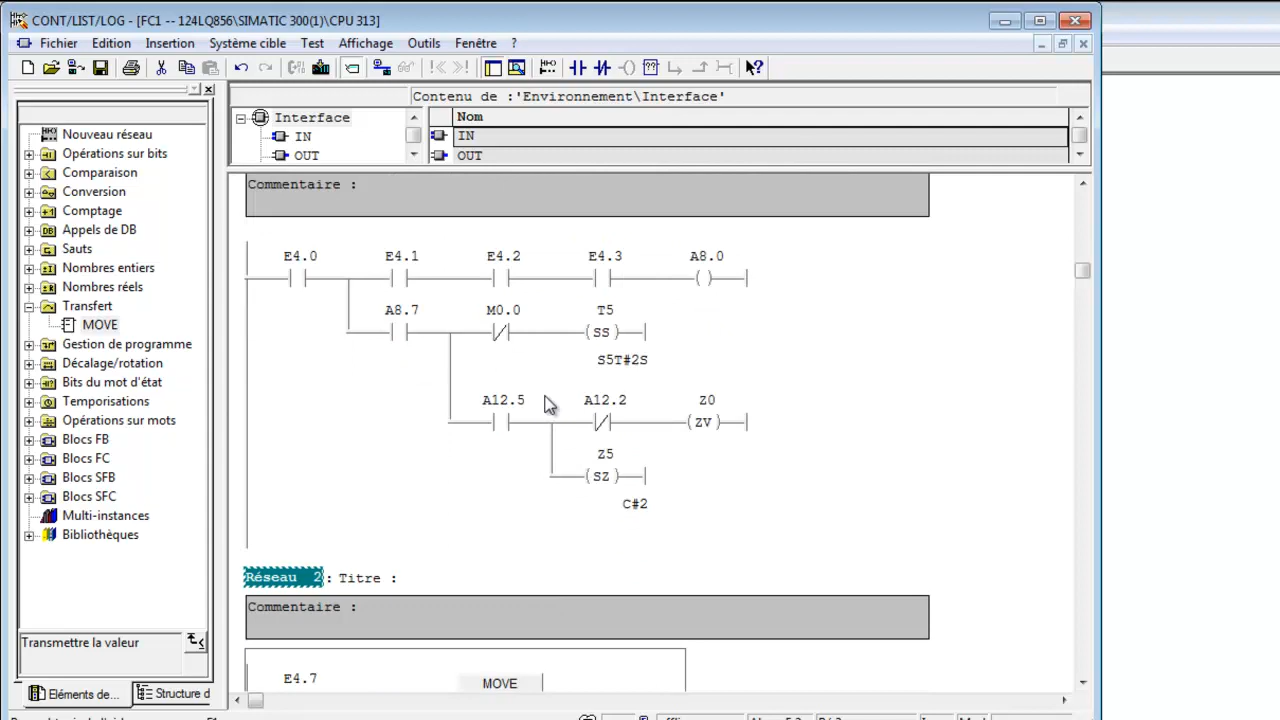 CONT/LIST/LOG - [FC1 -- 124LQ856\SIMATIC 300(1)\CPU 313]
Fichier Edition Insertion Système cible Test Affichage Outils Fenêtre ?
Contenu de :'Environnement\Interface'
Interface
IN
OUT
Nom
IN
OUT
Nouveau réseau
Opérations sur bits
Comparaison
Conversion
Comptage
Appels de DB
Sauts
Nombres entiers
Nombres réels
Transfert
MOVE
Gestion de programme
Décalage/rotation
Bits du mot d'état
Temporisations
Opérations sur mots
Blocs FB
Blocs FC
Blocs SFB
Blocs SFC
Multi-instances
Bibliothèques
Transmettre la valeur
Eléments de... Structure d
Commentaire :
E4.0 E4.1 E4.2 E4.3 A8.0
( )
A8.7 M0.0 T5
(SS)
S5T#2S
A12.5 A12.2 Z0
(ZV)
Z5
(SZ)
C#2
Réseau 2: Titre :
Commentaire :
E4.7 MOVE